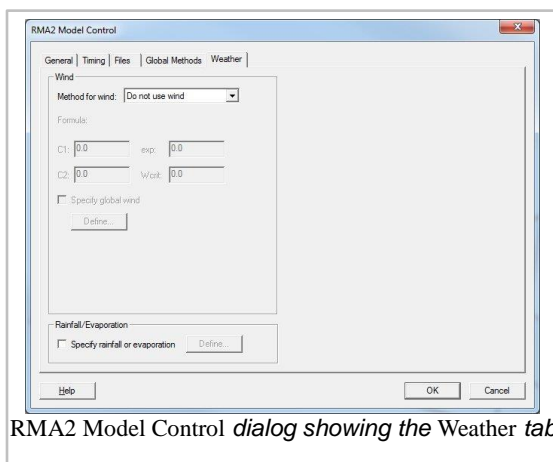 RMA2 Model Control
General Timing Files Global Methods Weather
Wind
Method for wind: Do not use wind
Formula:
C1: 0.0 exp: 0.0
C2: 0.0 Wcrit: 0.0
Specify global wind
Define...
Rainfall/Evaporation
Specify rainfall or evaporation Define...
Help OK Cancel
RMA2 Model Control dialog showing the Weather tab